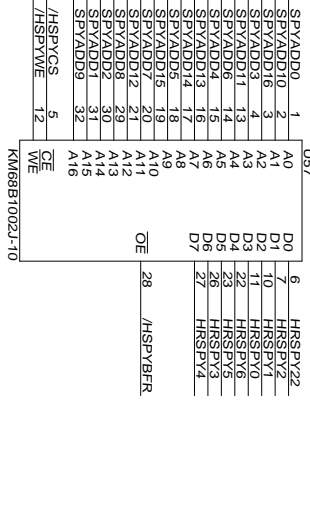 U57
SPYADD0 1 A0 D0 6 HRSPY22
SPYADD10 2 A1 D1 7 HRSPY2
SPYADD16 3 A2 D2 10 HRSPY1
SPYADD3 4 A3 D3 11 HRSPY0
SPYADD11 13 A4 D4 22 HRSPY6
SPYADD6 14 A5 D5 23 HRSPY5
SPYADD4 15 A6 D6 26 HRSPY3
SPYADD13 16 A7 D7 27 HRSPY4
SPYADD14 17 A8
SPYADD5 18 A9
SPYADD15 19 A10
SPYADD7 20 A11 OE 28 /HSPYBFR
SPYADD12 21 A12
SPYADD8 29 A13
SPYADD2 30 A14
SPYADD1 31 A15
SPYADD9 32 A16
/HSPYCS 5 CE
/HSPYWE 12 WE
KM68B1002J-10